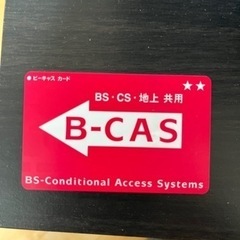 ●ビーキャス カード
★★
BS・CS・地上 共用
B-CAS
BS-Conditional Access Systems